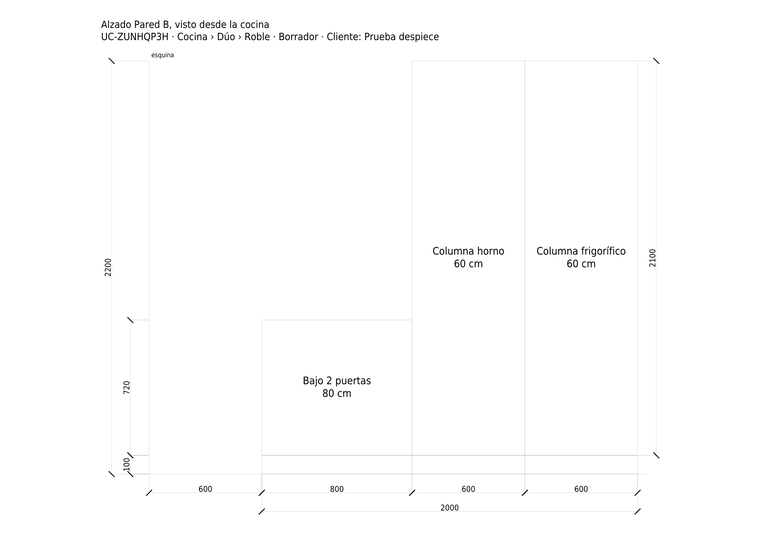 Alzado Pared B, visto desde la cocina
UC-ZUNHQP3H · Cocina › Dúo › Roble · Borrador · Cliente: Prueba despiece
esquina
Columna horno
60 cm
Columna frigorífico
60 cm
2200
2100
Bajo 2 puertas
80 cm
720
100
600
800
600
600
2000